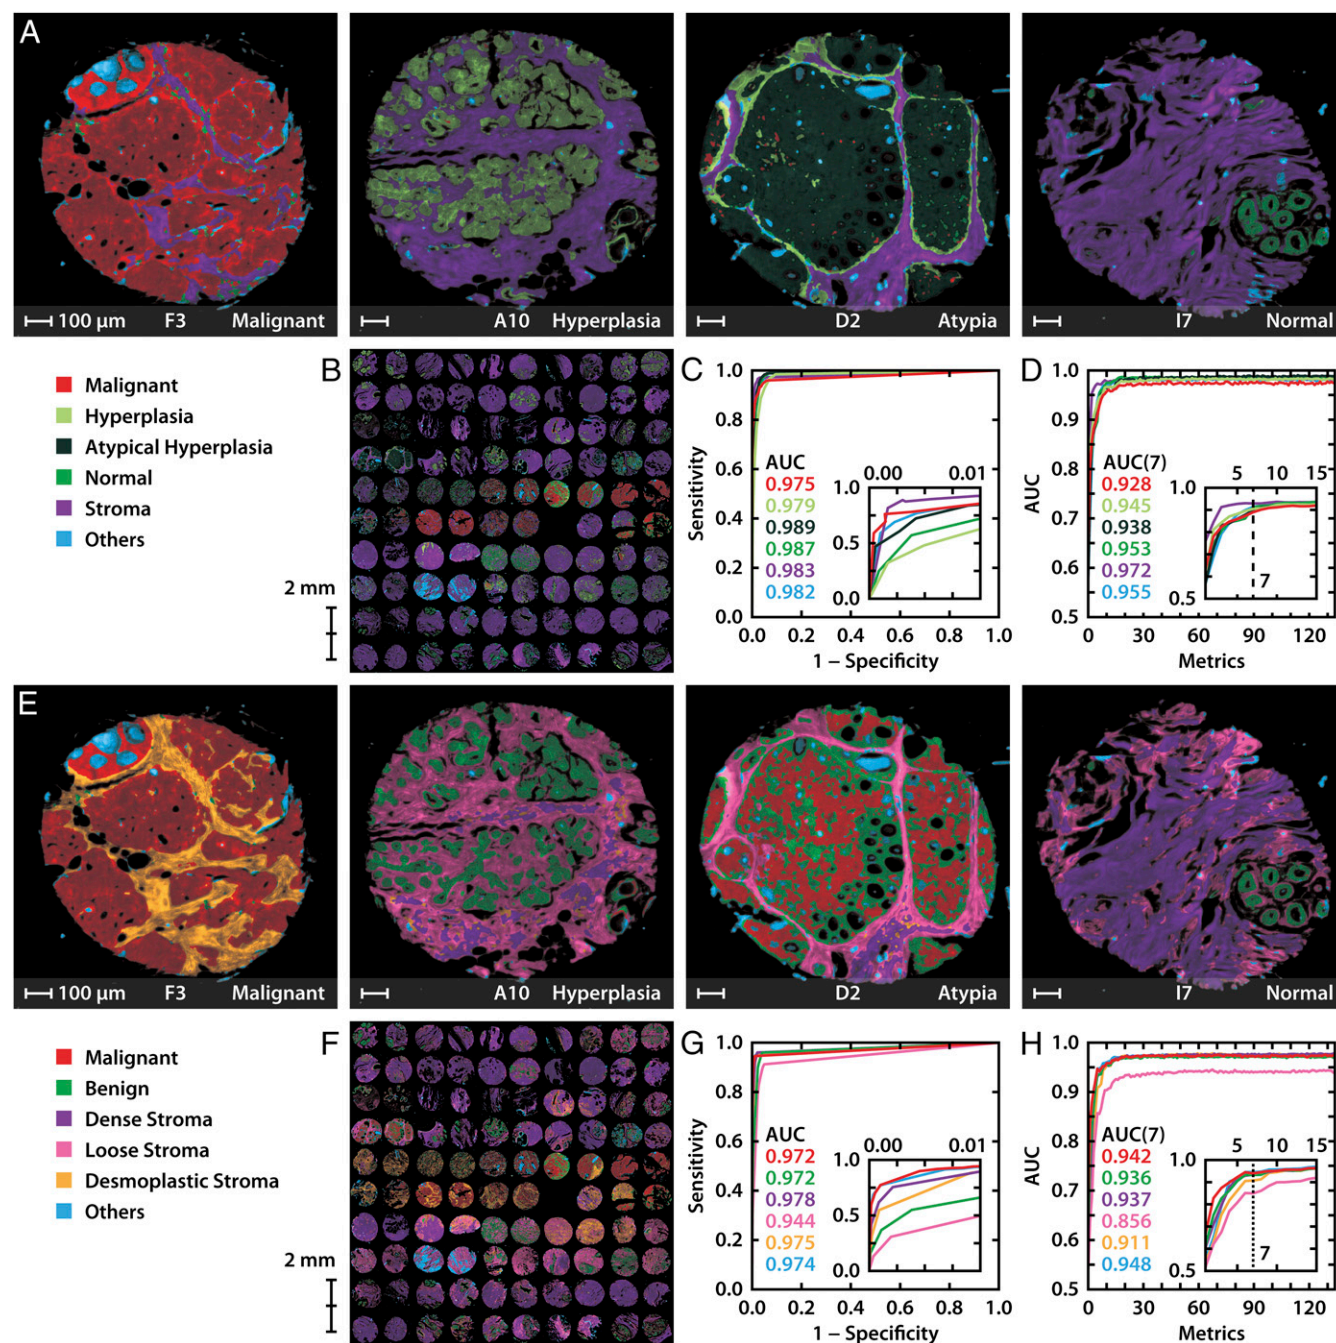 A
100 μm F3 Malignant
A10 Hyperplasia
D2 Atypia
I7 Normal
Malignant
Hyperplasia
Atypical Hyperplasia
Normal
Stroma
Others
B
2 mm
C
1.0
0.8
0.6
0.4
0.2
0.0
Sensitivity
AUC
0.975
0.979
0.989
0.987
0.983
0.982
0.00 0.01
1.0
0.5
0.0
0.0 0.2 0.4 0.6 0.8 1.0
1 − Specificity
D
1.0
0.9
0.8
0.7
0.6
0.5
AUC
AUC(7)
0.928
0.945
0.938
0.953
0.972
0.955
5 10 15
1.0
0.5
7
0 30 60 90 120
Metrics
E
100 μm F3 Malignant
A10 Hyperplasia
D2 Atypia
I7 Normal
Malignant
Benign
Dense Stroma
Loose Stroma
Desmoplastic Stroma
Others
F
2 mm
G
1.0
0.8
0.6
0.4
0.2
0.0
Sensitivity
AUC
0.972
0.972
0.978
0.944
0.975
0.974
0.00 0.01
1.0
0.5
0.0
0.0 0.2 0.4 0.6 0.8 1.0
1 − Specificity
H
1.0
0.9
0.8
0.7
0.6
0.5
AUC
AUC(7)
0.942
0.936
0.937
0.856
0.911
0.948
5 10 15
1.0
0.5
7
0 30 60 90 120
Metrics